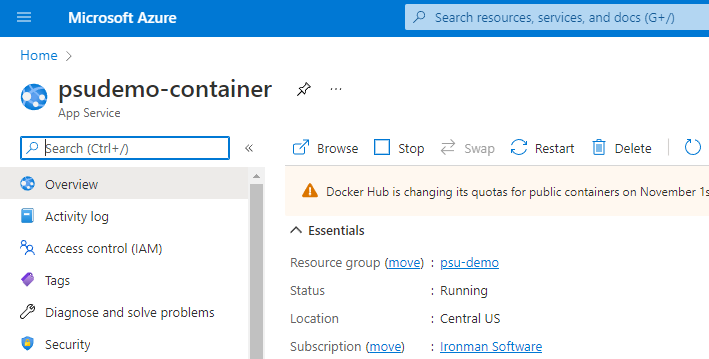 Microsoft Azure
Search resources, services, and docs (G+/)
Home
psudemo-container
App Service
Search (Ctrl+/)
Browse Stop Swap Restart Delete
Overview
Activity log
Access control (IAM)
Tags
Diagnose and solve problems
Security
Docker Hub is changing its quotas for public containers on November 1s
Essentials
Resource group (move) : psu-demo
Status : Running
Location : Central US
Subscription (move) : Ironman Software